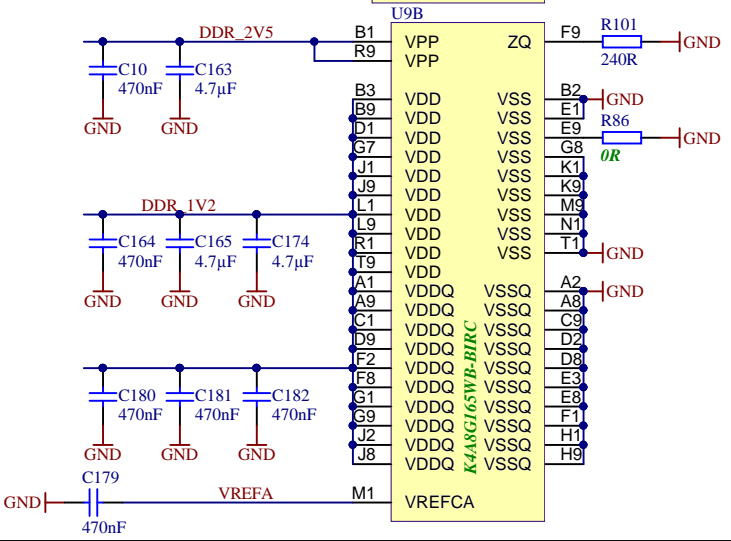 U9B
DDR_2V5 B1 VPP ZQ F9 R101 GND
R9 VPP 240R
C10 C163
470nF 4.7µF
GND GND
B3 VDD VSS B2 GND
B9 VDD VSS E1
D1 VDD VSS E9 R86 GND
G7 VDD VSS G8 0R
J1 VDD VSS K1
J9 VDD VSS K9
DDR_1V2 L1 VDD VSS M9
L9 VDD VSS N1
R1 VDD VSS T1 GND
T9 VDD
C164 C165 C174
470nF 4.7µF 4.7µF
GND GND GND
A1 VDDQ VSSQ A2 GND
A9 VDDQ VSSQ A8
C1 VDDQ VSSQ C9
D9 VDDQ VSSQ D2
F2 VDDQ VSSQ D8
F8 VDDQ VSSQ E3
G1 VDDQ VSSQ E8
G9 VDDQ VSSQ F1
J2 VDDQ VSSQ H1
J8 VDDQ VSSQ H9
K4A8G165WB-BIRC
C180 C181 C182
470nF 470nF 470nF
GND GND GND
C179
GND VREFA M1 VREFCA
470nF